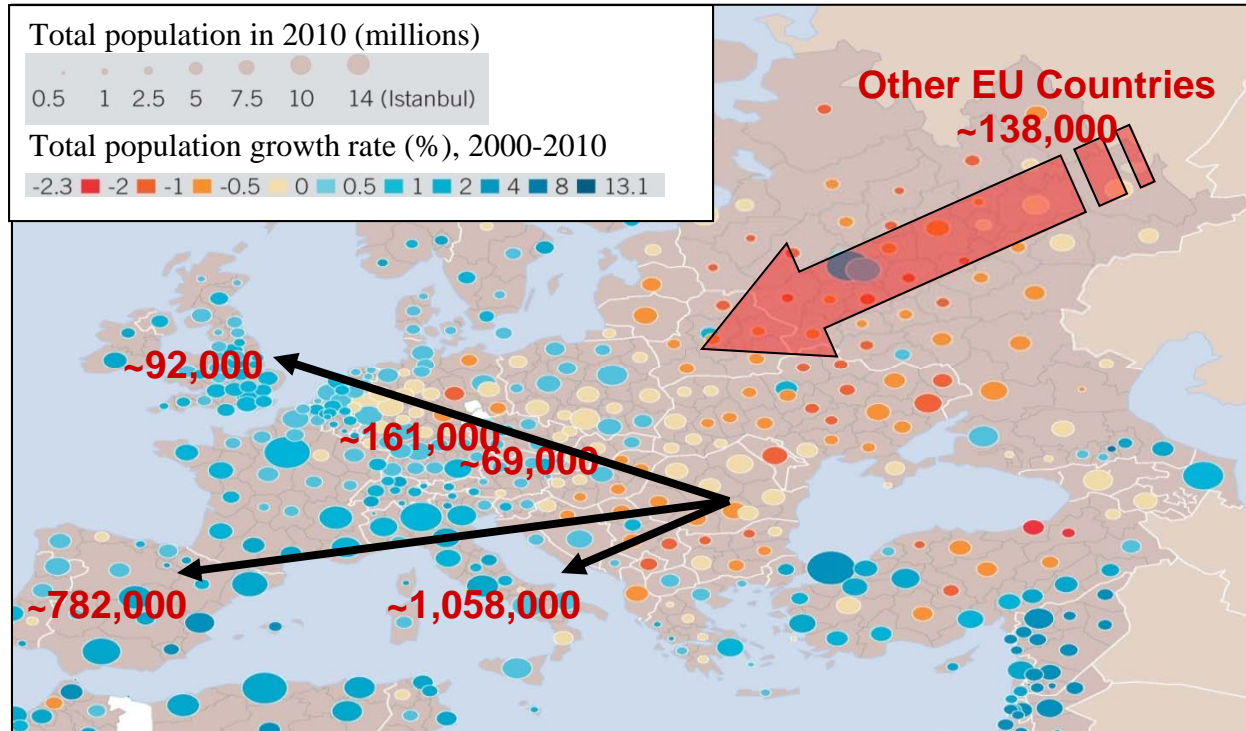 Total population in 2010 (millions)
0.5 1 2.5 5 7.5 10 14 (Istanbul)
Total population growth rate (%), 2000-2010
-2.3 -2 -1 -0.5 0 0.5 1 2 4 8 13.1
Other EU Countries
~138,000
~92,000
~161,000
~69,000
~782,000
~1,058,000